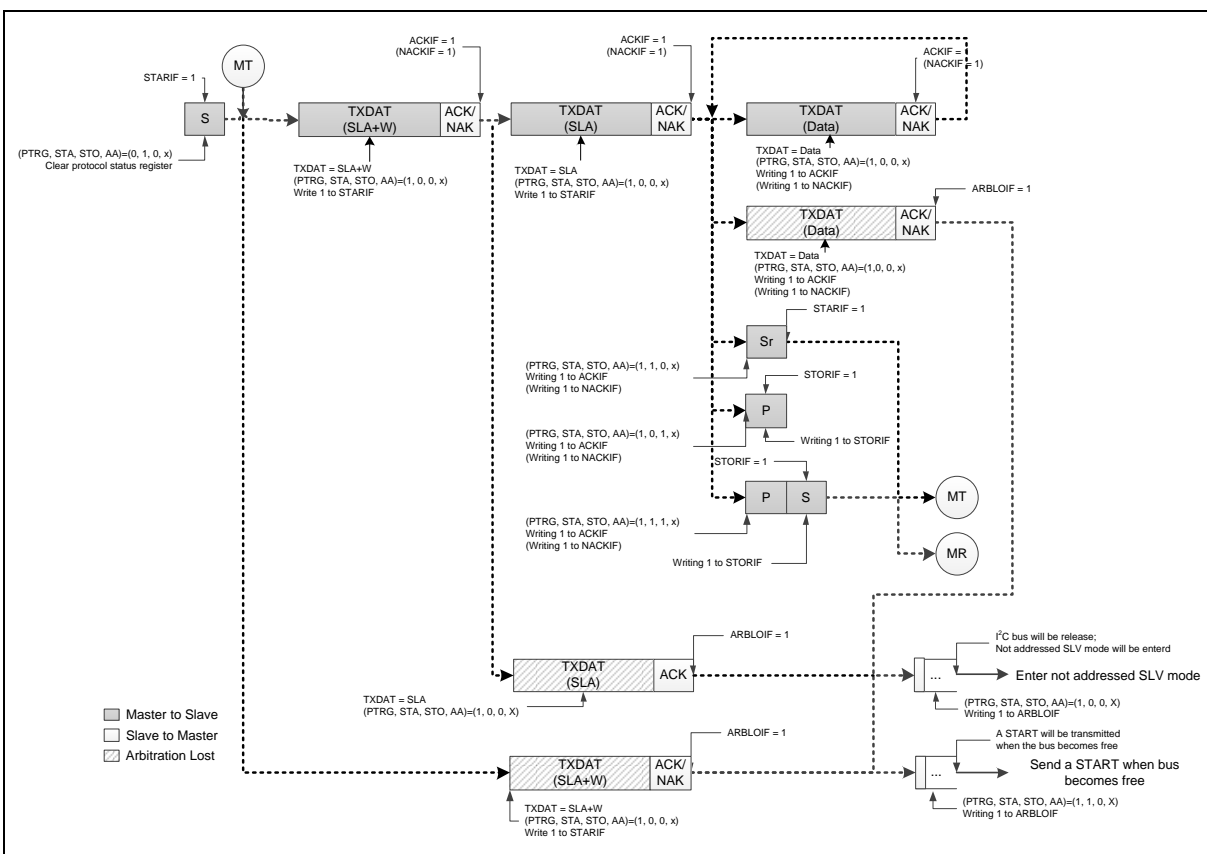 MT
STARIF = 1
S
(PTRG, STA, STO, AA)=(0, 1, 0, x)
Clear protocol status register
ACKIF = 1
(NACKIF = 1)
TXDAT
(SLA+W)
ACK/
NAK
TXDAT = SLA+W
(PTRG, STA, STO, AA)=(1, 0, 0, x)
Write 1 to STARIF
ACKIF = 1
(NACKIF = 1)
TXDAT
(SLA)
ACK/
NAK
TXDAT = SLA
(PTRG, STA, STO, AA)=(1, 0, 0, x)
Write 1 to STARIF
ACKIF =
(NACKIF = 1)
TXDAT
(Data)
ACK/
NAK
TXDAT = Data
(PTRG, STA, STO, AA)=(1, 0, 0, x)
Writing 1 to ACKIF
(Writing 1 to NACKIF)
ARBLOIF = 1
TXDAT
(Data)
ACK/
NAK
TXDAT = Data
(PTRG, STA, STO, AA)=(1,0, 0, x)
Writing 1 to ACKIF
(Writing 1 to NACKIF)
STARIF = 1
Sr
(PTRG, STA, STO, AA)=(1, 1, 0, x)
Writing 1 to ACKIF
(Writing 1 to NACKIF)
STORIF = 1
P
(PTRG, STA, STO, AA)=(1, 0, 1, x)
Writing 1 to ACKIF
(Writing 1 to NACKIF)
Writing 1 to STORIF
STORIF = 1
P
S
MT
(PTRG, STA, STO, AA)=(1, 1, 1, x)
Writing 1 to ACKIF
(Writing 1 to NACKIF)
Writing 1 to STORIF
MR
ARBLOIF = 1
TXDAT
(SLA)
ACK
TXDAT = SLA
(PTRG, STA, STO, AA)=(1, 0, 0, X)
I²C bus will be release;
Not addressed SLV mode will be enterd
...
Enter not addressed SLV mode
(PTRG, STA, STO, AA)=(1, 0, 0, X)
Writing 1 to ARBLOIF
Master to Slave
Slave to Master
Arbitration Lost
ARBLOIF = 1
TXDAT
(SLA+W)
ACK/
NAK
TXDAT = SLA+W
(PTRG, STA, STO, AA)=(1, 0, 0, x)
Write 1 to STARIF
A START will be transmitted
when the bus becomes free
...
Send a START when bus
becomes free
(PTRG, STA, STO, AA)=(1, 1, 0, X)
Writing 1 to ARBLOIF